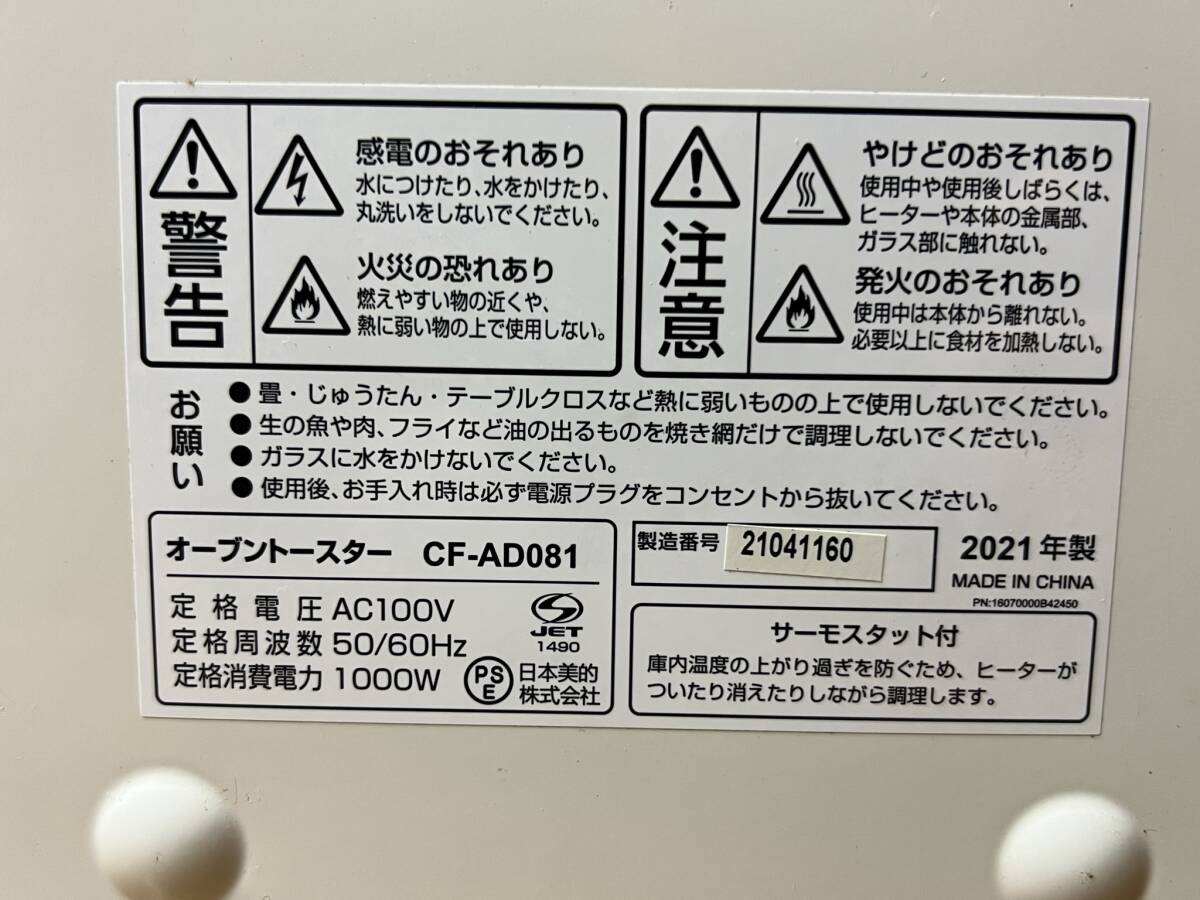 警告
感電のおそれあり
水につけたり、水をかけたり、
丸洗いをしないでください。
火災の恐れあり
燃えやすい物の近くや、
熱に弱い物の上で使用しない。
注意
やけどのおそれあり
使用中や使用後しばらくは、
ヒーターや本体の金属部、
ガラス部に触れない。
発火のおそれあり
使用中は本体から離れない。
必要以上に食材を加熱しない。
お願い
●畳・じゅうたん・テーブルクロスなど熱に弱いものの上で使用しないでください。
●生の魚や肉、フライなど油の出るものを焼き網だけで調理しないでください。
●ガラスに水をかけないでください。
●使用後、お手入れ時は必ず電源プラグをコンセントから抜いてください。
オーブントースター CF-AD081
定格電圧 AC100V
定格周波数 50/60Hz
定格消費電力 1000W
JET
1490
PS
E
日本美的
株式会社
製造番号 21041160
2021年製
MADE IN CHINA
PN:16070000B42450
サーモスタット付
庫内温度の上がり過ぎを防ぐため、ヒーターが
ついたり消えたりしながら調理します。